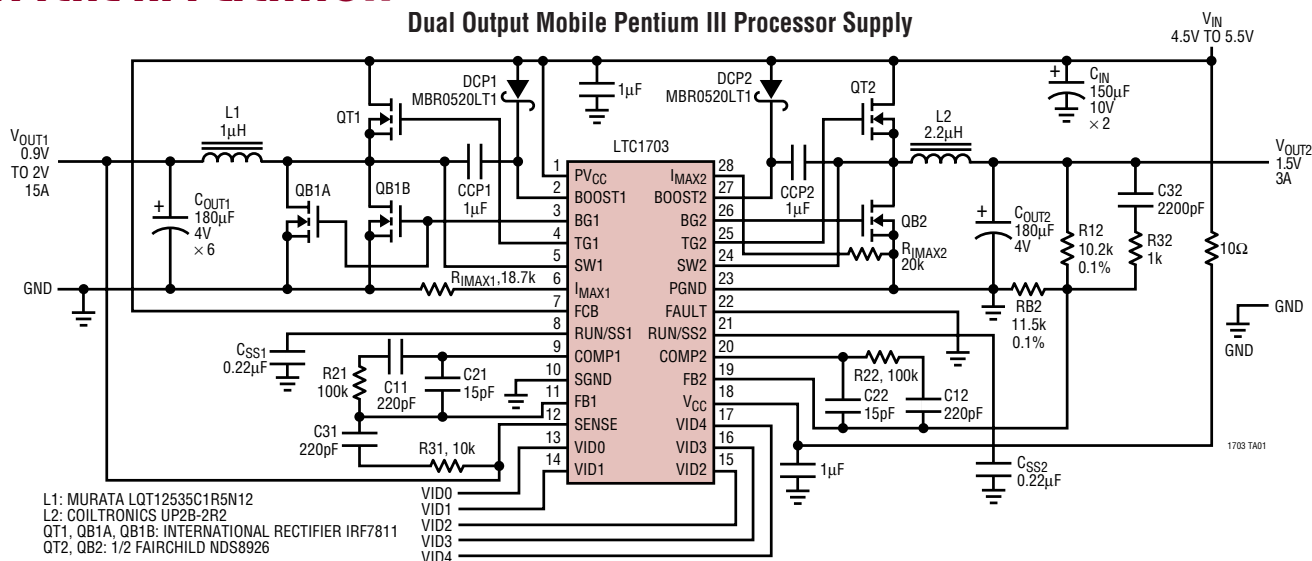 Dual Output Mobile Pentium III Processor Supply
VIN
4.5V TO 5.5V
DCP1
MBR0520LT1
1µF
DCP2
MBR0520LT1
QT2
+
CIN
150µF
10V
× 2
QT1
L1
1µH
L2
2.2µH
VOUT1
0.9V
TO 2V
15A
VOUT2
1.5V
3A
LTC1703
CCP1
1µF
CCP2
1µF
QB1A
QB1B
QB2
+
COUT1
180µF
4V
× 6
+
COUT2
180µF
4V
R12
10.2k
0.1%
C32
2200pF
R32
1k
10Ω
RIMAX1, 18.7k
RIMAX2
20k
RB2
11.5k
0.1%
GND
GND
GND
1 PVCC
2 BOOST1
3 BG1
4 TG1
5 SW1
6 IMAX1
7 FCB
8 RUN/SS1
9 COMP1
10 SGND
11 FB1
12 SENSE
13 VID0
14 VID1
IMAX2 28
BOOST2 27
BG2 26
TG2 25
SW2 24
PGND 23
FAULT 22
RUN/SS2 21
COMP2 20
FB2 19
VCC 18
VID4 17
VID3 16
VID2 15
CSS1
0.22µF
R21
100k
C11
220pF
C21
15pF
C31
220pF
R31, 10k
R22, 100k
C22
15pF
C12
220pF
1µF
CSS2
0.22µF
1703 TA01
VID0
VID1
VID2
VID3
VID4
L1: MURATA LQT12535C1R5N12
L2: COILTRONICS UP2B-2R2
QT1, QB1A, QB1B: INTERNATIONAL RECTIFIER IRF7811
QT2, QB2: 1/2 FAIRCHILD NDS8926